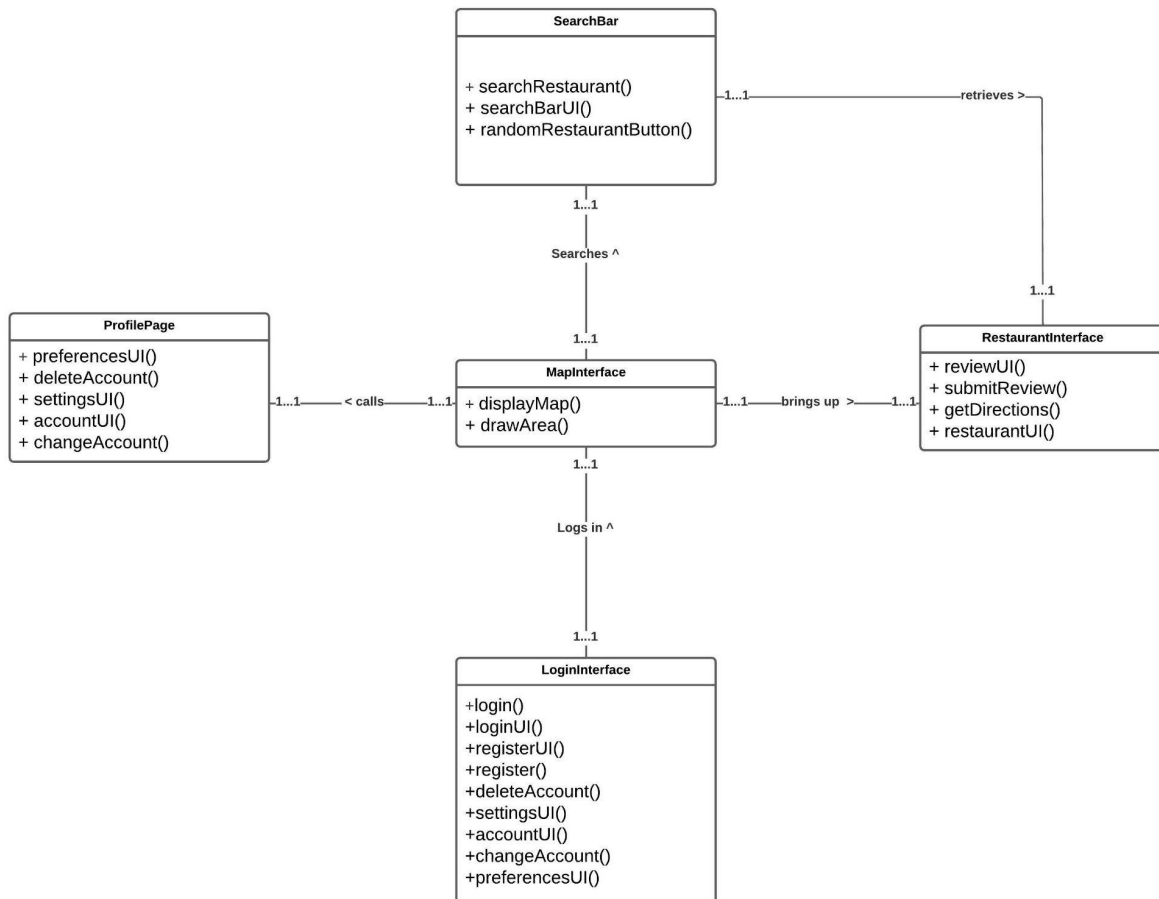 SearchBar
+ searchRestaurant()
+ searchBarUI()
+ randomRestaurantButton()
1...1
retrieves >
1...1
Searches ^
1...1
1...1
ProfilePage
+ preferencesUI()
+ deleteAccount()
+ settingsUI()
+ accountUI()
+ changeAccount()
1...1
< calls
1...1
MapInterface
+ displayMap()
+ drawArea()
1...1
brings up >
1...1
RestaurantInterface
+ reviewUI()
+ submitReview()
+ getDirections()
+ restaurantUI()
1...1
Logs in ^
1...1
LoginInterface
+login()
+loginUI()
+registerUI()
+register()
+deleteAccount()
+settingsUI()
+accountUI()
+changeAccount()
+preferencesUI()